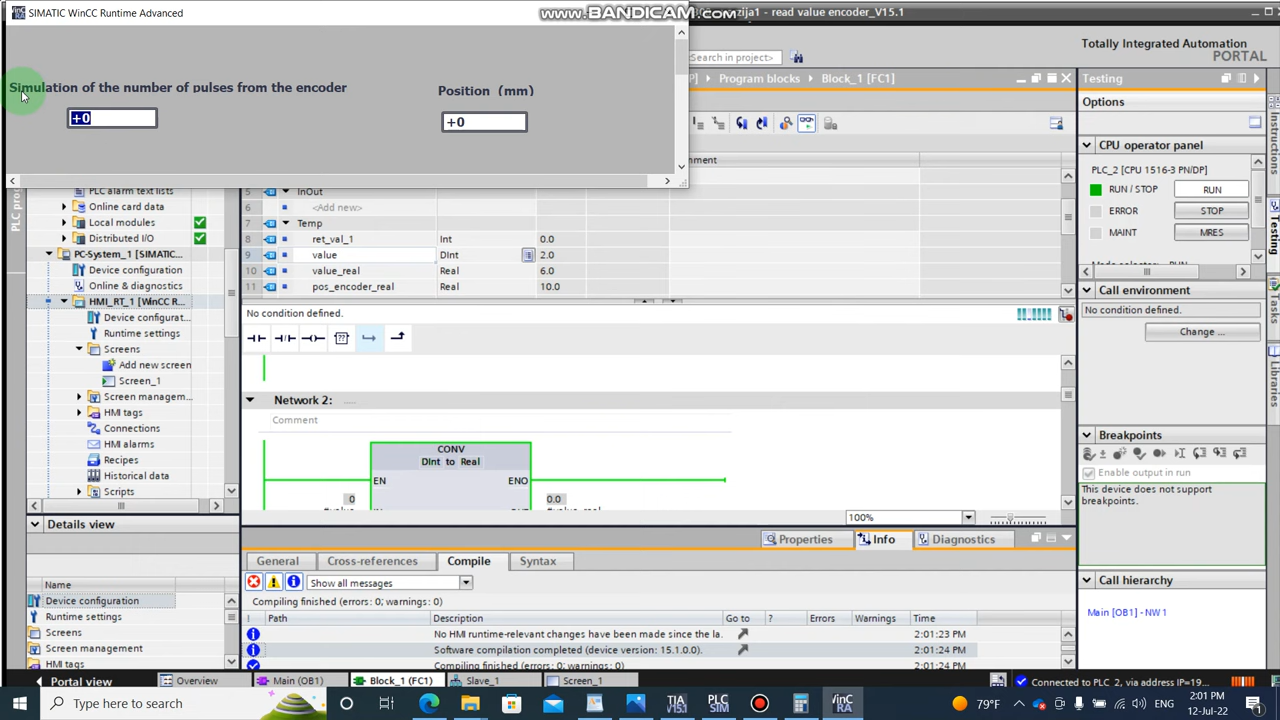 SIMATIC WinCC Runtime Advanced
www.BANDICAM.com
zija1 - read value encoder_V15.1
Simulation of the number of pulses from the encoder
+0
Position (mm)
+0
Search in project>
Totally Integrated Automation
PORTAL
Program blocks
Block_1 [FC1]
Testing
Options
CPU operator panel
PLC_2 [CPU 1516-3 PN/DP]
RUN / STOP
RUN
ERROR
STOP
MAINT
MRES
Call environment
No condition defined.
Change ...
Breakpoints
Enable output in run
This device does not support
breakpoints.
Call hierarchy
Main [OB1] - NW 1
Testing
Tasks
Libraries
PLC alarm text lists
Online card data
Local modules
Distributed I/O
PC-System_1 [SIMATIC
Device configuration
Online & diagnostics
HMI_RT_1 [WinCC R...
Device configurat...
Runtime settings
Screens
Add new screen
Screen_1
Screen managem...
HMI tags
Connections
HMI alarms
Recipes
Historical data
Scripts
Details view
Name
Device configuration
Runtime settings
Screens
Screen management
HMI tags
5 InOut
6 <Add new>
7 Temp
8 ret_val_1 Int 0.0
9 value DInt 2.0
10 value_real Real 6.0
11 pos_encoder_real Real 10.0
No condition defined.
Network 2:
Comment
CONV
DInt to Real
EN ENO
0 0.0
100%
Properties
Info
Diagnostics
General
Cross-references
Compile
Syntax
Show all messages
Compiling finished (errors: 0; warnings: 0)
! Path Description Go to ? Errors Warnings Time
No HMI runtime-relevant changes have been made since the la. 2:01:23 PM
Software compilation completed (device version: 15.1.0.0). 2:01:24 PM
Compiling finished (errors: 0; warnings: 0) 2:01:24 PM
Portal view
Overview
Main (OB1)
Block_1 (FC1)
Slave_1
Screen_1
Connected to PLC_2, via address IP=19...
Type here to search
79°F
ENG
2:01 PM
12-Jul-22